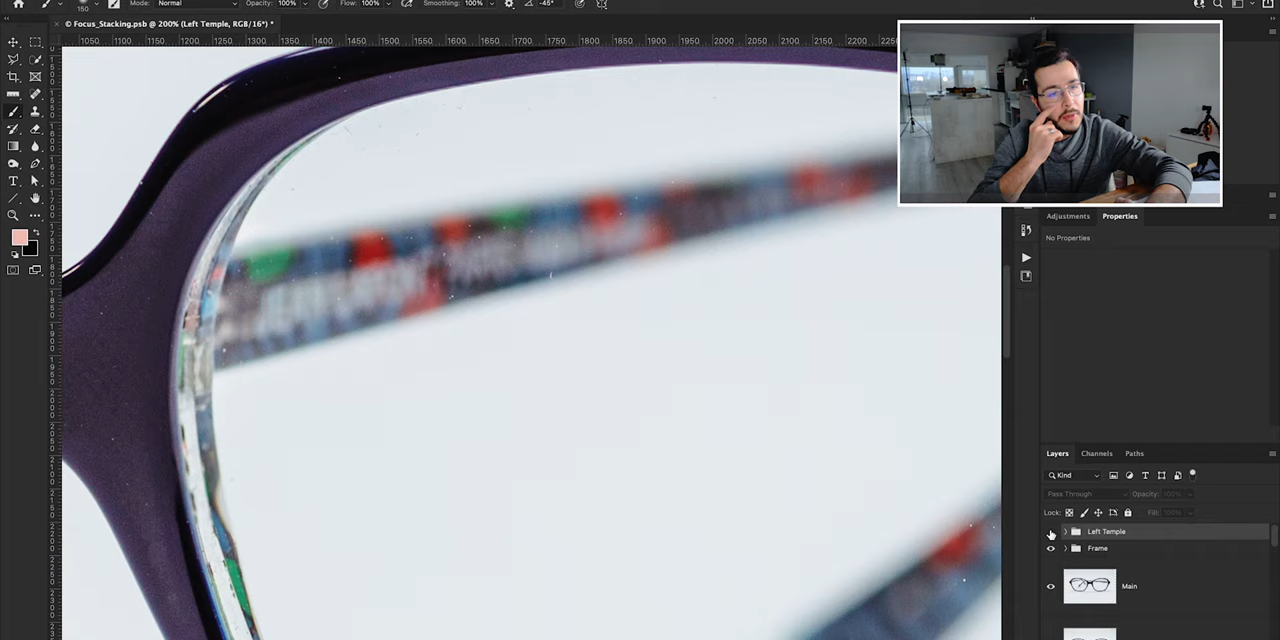 150 Mode: Normal Opacity: 100% Flow: 100% Smoothing: 100% -45°
© Focus_Stacking.psb @ 200% (Left Temple, RGB/16*) *
1050 1100 1150 1200 1250 1300 1350 1400 1450 1500 1550 1600 1650 1700 1750 1800 1850 1900 1950 2000 2050 2100 2150 2200
Adjustments Properties
No Properties
Layers Channels Paths
Kind
Pass Through Opacity: 100%
Lock: Fill: 100%
Left Temple
Frame
Main